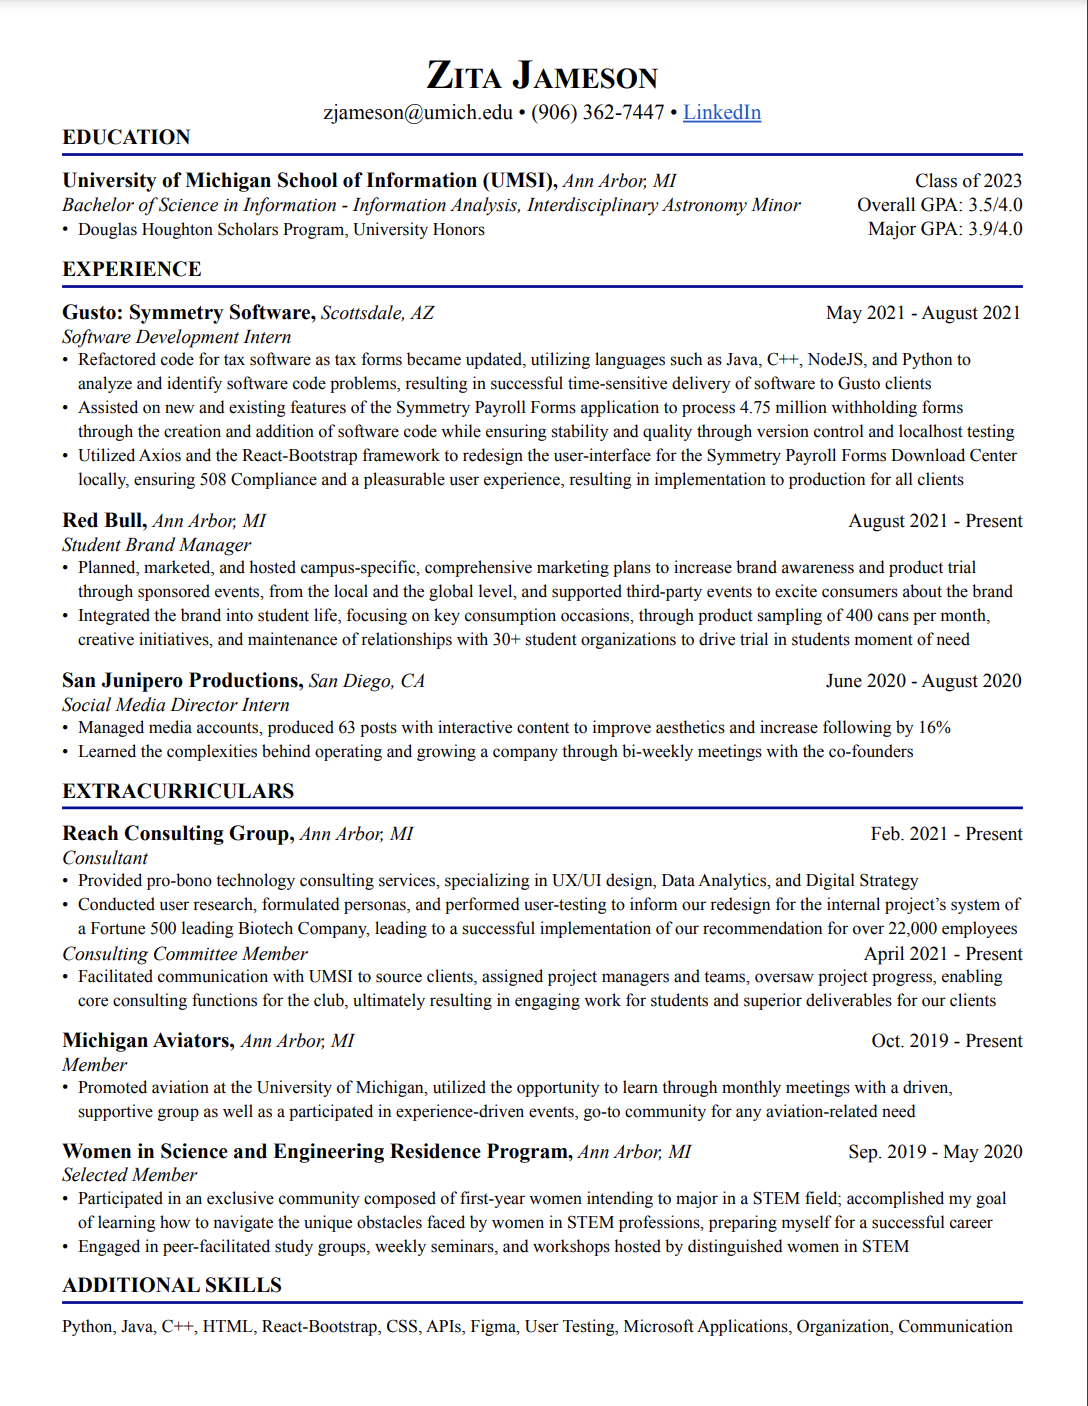 ZITA JAMESON
zjameson@umich.edu • (906) 362-7447 • LinkedIn
EDUCATION
University of Michigan School of Information (UMSI), Ann Arbor, MI Class of 2023
Bachelor of Science in Information - Information Analysis, Interdisciplinary Astronomy Minor Overall GPA: 3.5/4.0
• Douglas Houghton Scholars Program, University Honors Major GPA: 3.9/4.0
EXPERIENCE
Gusto: Symmetry Software, Scottsdale, AZ May 2021 - August 2021
Software Development Intern
• Refactored code for tax software as tax forms became updated, utilizing languages such as Java, C++, NodeJS, and Python to
analyze and identify software code problems, resulting in successful time-sensitive delivery of software to Gusto clients
• Assisted on new and existing features of the Symmetry Payroll Forms application to process 4.75 million withholding forms
through the creation and addition of software code while ensuring stability and quality through version control and localhost testing
• Utilized Axios and the React-Bootstrap framework to redesign the user-interface for the Symmetry Payroll Forms Download Center
locally, ensuring 508 Compliance and a pleasurable user experience, resulting in implementation to production for all clients
Red Bull, Ann Arbor, MI August 2021 - Present
Student Brand Manager
• Planned, marketed, and hosted campus-specific, comprehensive marketing plans to increase brand awareness and product trial
through sponsored events, from the local and the global level, and supported third-party events to excite consumers about the brand
• Integrated the brand into student life, focusing on key consumption occasions, through product sampling of 400 cans per month,
creative initiatives, and maintenance of relationships with 30+ student organizations to drive trial in students moment of need
San Junipero Productions, San Diego, CA June 2020 - August 2020
Social Media Director Intern
• Managed media accounts, produced 63 posts with interactive content to improve aesthetics and increase following by 16%
• Learned the complexities behind operating and growing a company through bi-weekly meetings with the co-founders
EXTRACURRICULARS
Reach Consulting Group, Ann Arbor, MI Feb. 2021 - Present
Consultant
• Provided pro-bono technology consulting services, specializing in UX/UI design, Data Analytics, and Digital Strategy
• Conducted user research, formulated personas, and performed user-testing to inform our redesign for the internal project’s system of
a Fortune 500 leading Biotech Company, leading to a successful implementation of our recommendation for over 22,000 employees
Consulting Committee Member April 2021 - Present
• Facilitated communication with UMSI to source clients, assigned project managers and teams, oversaw project progress, enabling
core consulting functions for the club, ultimately resulting in engaging work for students and superior deliverables for our clients
Michigan Aviators, Ann Arbor, MI Oct. 2019 - Present
Member
• Promoted aviation at the University of Michigan, utilized the opportunity to learn through monthly meetings with a driven,
supportive group as well as a participated in experience-driven events, go-to community for any aviation-related need
Women in Science and Engineering Residence Program, Ann Arbor, MI Sep. 2019 - May 2020
Selected Member
• Participated in an exclusive community composed of first-year women intending to major in a STEM field; accomplished my goal
of learning how to navigate the unique obstacles faced by women in STEM professions, preparing myself for a successful career
• Engaged in peer-facilitated study groups, weekly seminars, and workshops hosted by distinguished women in STEM
ADDITIONAL SKILLS
Python, Java, C++, HTML, React-Bootstrap, CSS, APIs, Figma, User Testing, Microsoft Applications, Organization, Communication